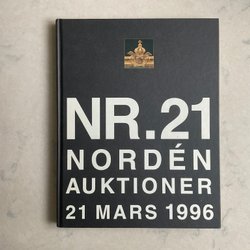 NR.21
NORDÉN
AUKTIONER
21 MARS 1996